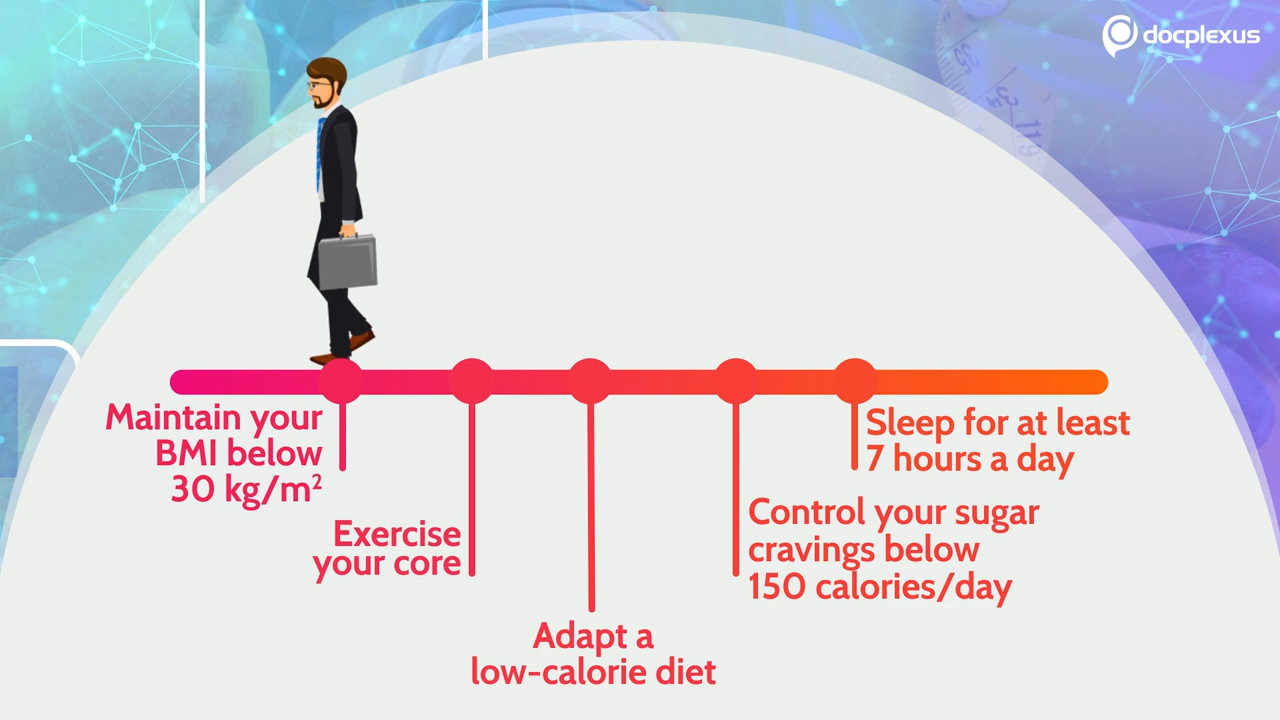 docplexus
Maintain your
BMI below
30 kg/m²
Exercise
your core
Adapt a
low-calorie diet
Control your sugar
cravings below
150 calories/day
Sleep for at least
7 hours a day